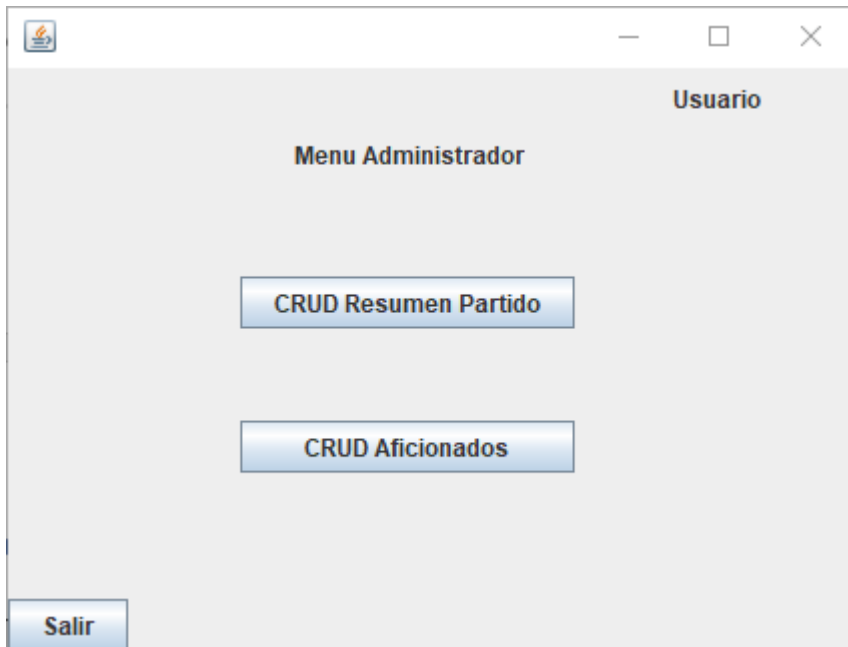 Usuario
Menu Administrador
CRUD Resumen Partido
CRUD Aficionados
Salir